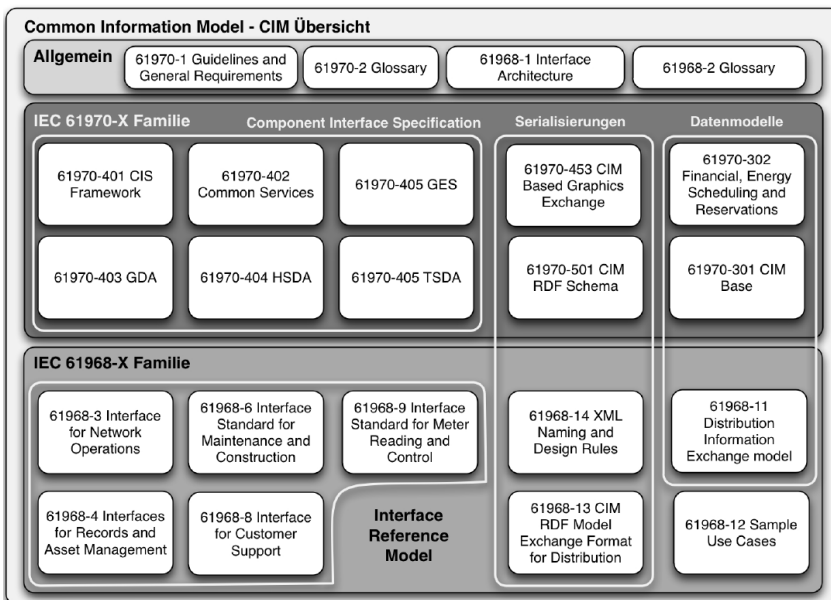 Common Information Model - CIM Übersicht
Allgemein
61970-1 Guidelines and
General Requirements
61970-2 Glossary
61968-1 Interface
Architecture
61968-2 Glossary
IEC 61970-X Familie
Component Interface Specification
Serialisierungen
Datenmodelle
61970-401 CIS
Framework
61970-402
Common Services
61970-405 GES
61970-453 CIM
Based Graphics
Exchange
61970-302
Financial, Energy
Scheduling and
Reservations
61970-403 GDA
61970-404 HSDA
61970-405 TSDA
61970-501 CIM
RDF Schema
61970-301 CIM
Base
IEC 61968-X Familie
61968-3 Interface
for Network
Operations
61968-6 Interface
Standard for
Maintenance and
Construction
61968-9 Interface
Standard for Meter
Reading and
Control
61968-14 XML
Naming and
Design Rules
61968-11
Distribution
Information
Exchange model
61968-4 Interfaces
for Records and
Asset Management
61968-8 Interface
for Customer
Support
Interface
Reference
Model
61968-13 CIM
RDF Model
Exchange Format
for Distribution
61968-12 Sample
Use Cases